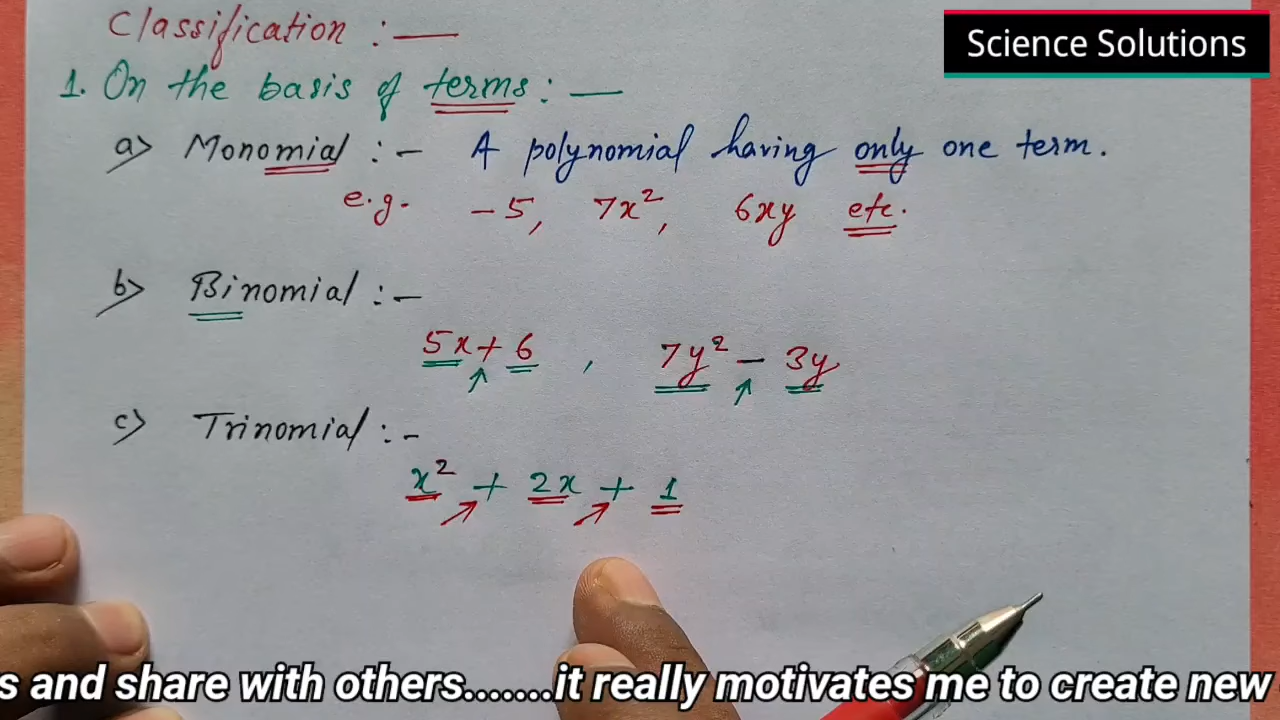 Classification :—
Science Solutions
1. On the basis of terms : —
a) Monomial :- A polynomial having only one term.
e.g. -5, 7x², 6xy etc.
b) Binomial :-
5x + 6 , 7y² - 3y
c) Trinomial :-
x² + 2x + 1
s and share with others.......it really motivates me to create new